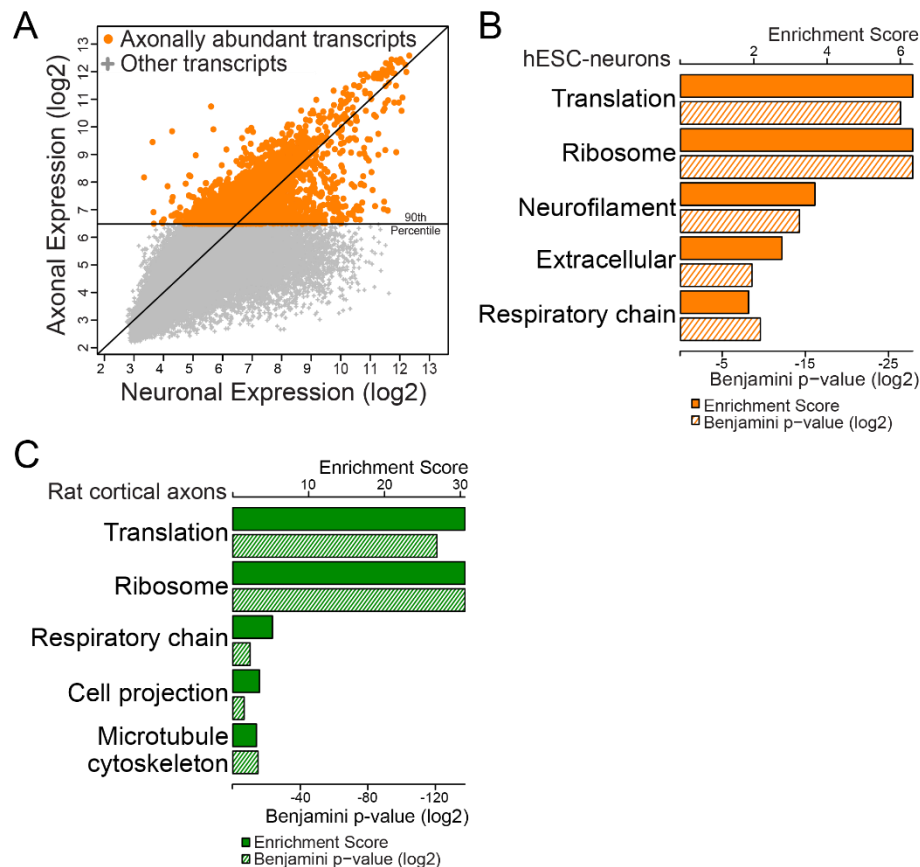 A
Axonally abundant transcripts
Other transcripts
Axonal Expression (log2)
13
12
11
10
9
8
7
6
5
4
3
2
90th
Percentile
2 3 4 5 6 7 8 9 10 11 12 13
Neuronal Expression (log2)
B
Enrichment Score
hESC-neurons 2 4 6
Translation
Ribosome
Neurofilament
Extracellular
Respiratory chain
-5 -15 -25
Benjamini p-value (log2)
Enrichment Score
Benjamini p−value (log2)
C
Enrichment Score
Rat cortical axons 10 20 30
Translation
Ribosome
Respiratory chain
Cell projection
Microtubule
cytoskeleton
-40 -80 -120
Benjamini p-value (log2)
Enrichment Score
Benjamini p−value (log2)